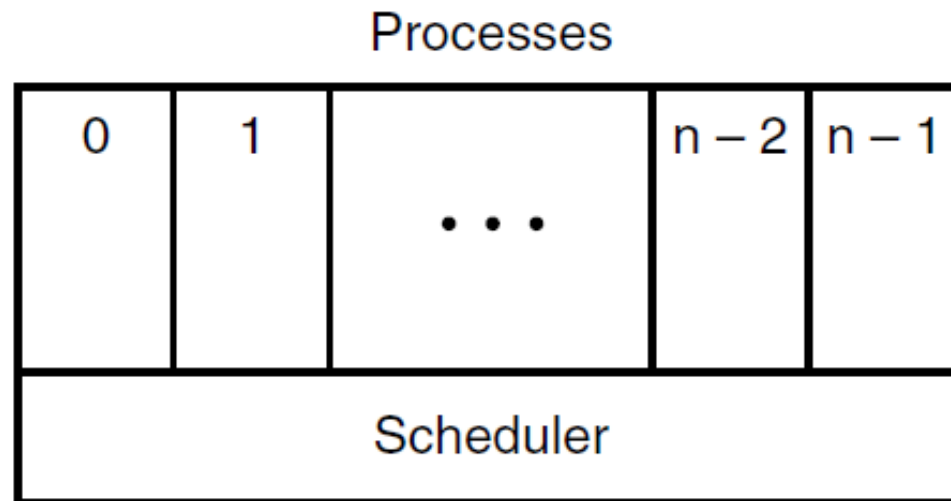 Processes
0 1 • • • n – 2 n – 1
Scheduler